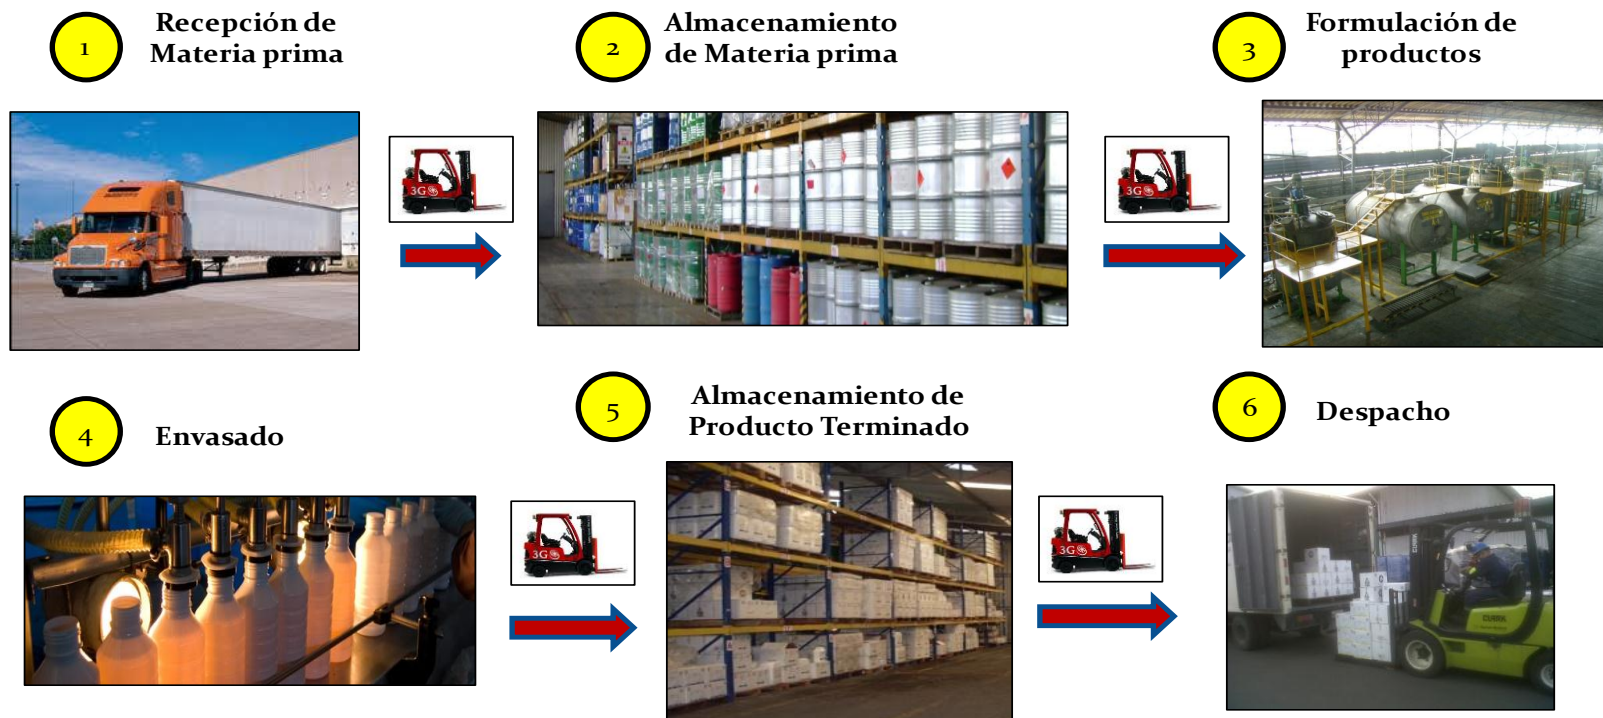 1
Recepción de
Materia prima
2
Almacenamiento
de Materia prima
3
Formulación de
productos
3G
3G
4
Envasado
5
Almacenamiento de
Producto Terminado
6
Despacho
3G
3G
CLARK